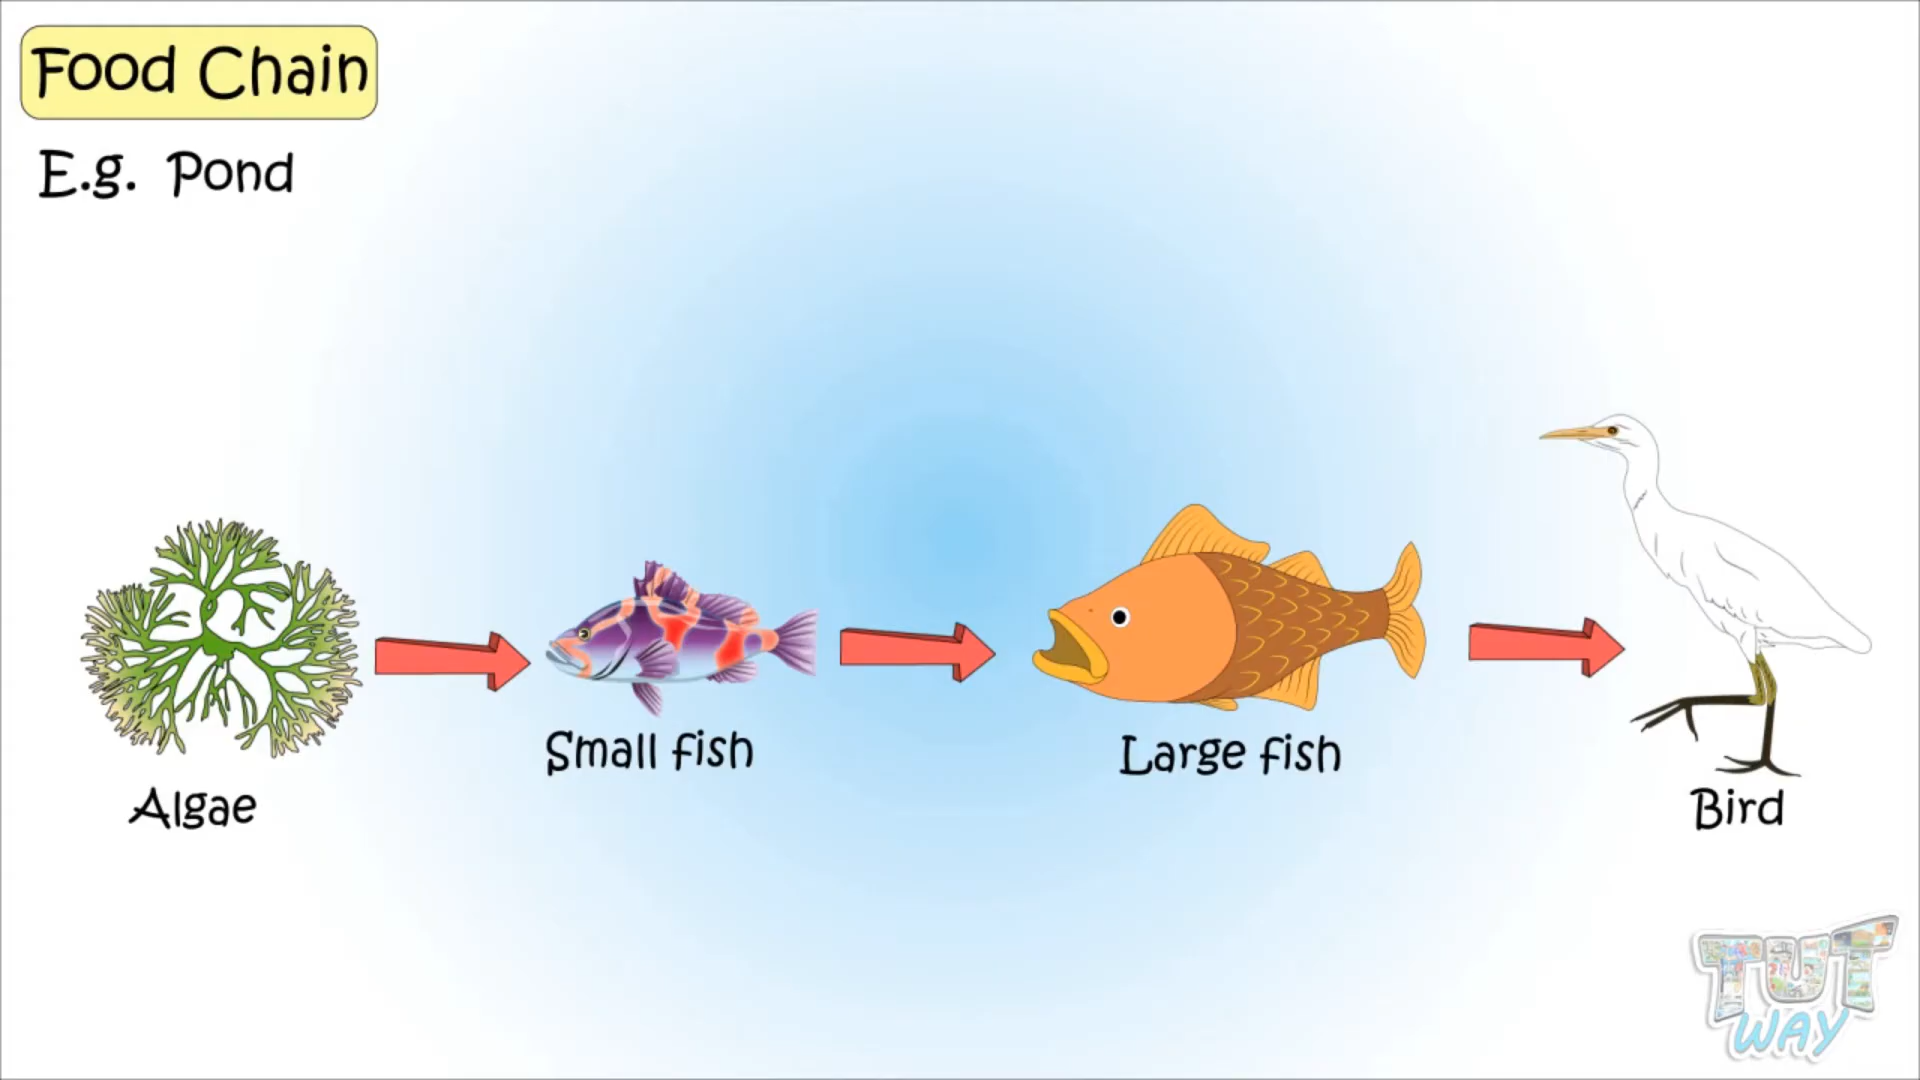 Food Chain
E.g. Pond
Algae
Small fish
Large fish
Bird
TUT
WAY